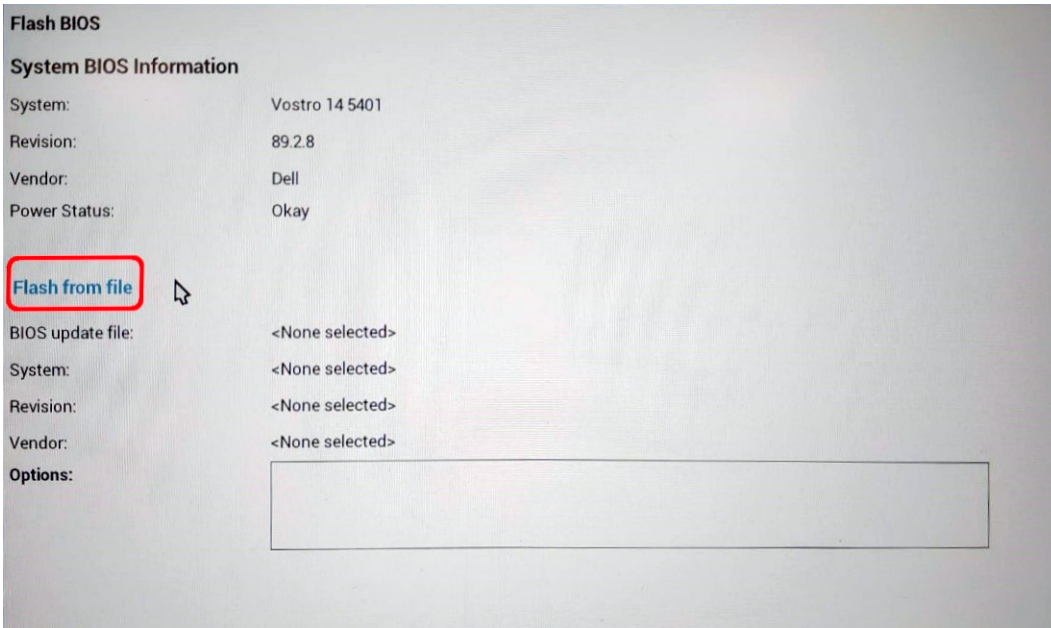 Flash BIOS
System BIOS Information
System: Vostro 14 5401
Revision: 89.2.8
Vendor: Dell
Power Status: Okay
Flash from file
BIOS update file: <None selected>
System: <None selected>
Revision: <None selected>
Vendor: <None selected>
Options: